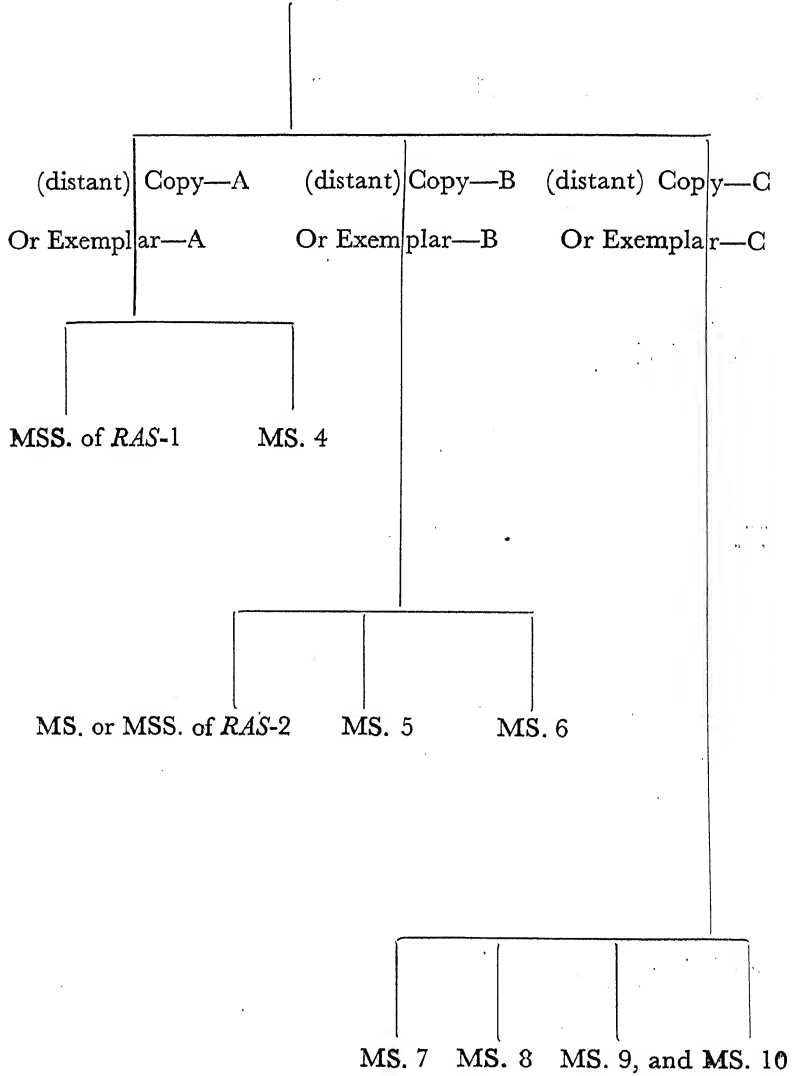 (distant) Copy—A (distant) Copy—B (distant) Copy—C
Or Exemplar—A Or Exemplar—B Or Exemplar—C
MSS. of RAS-1 MS. 4
MS. or MSS. of RAS-2 MS. 5 MS. 6
MS. 7 MS. 8 MS. 9, and MS. 10